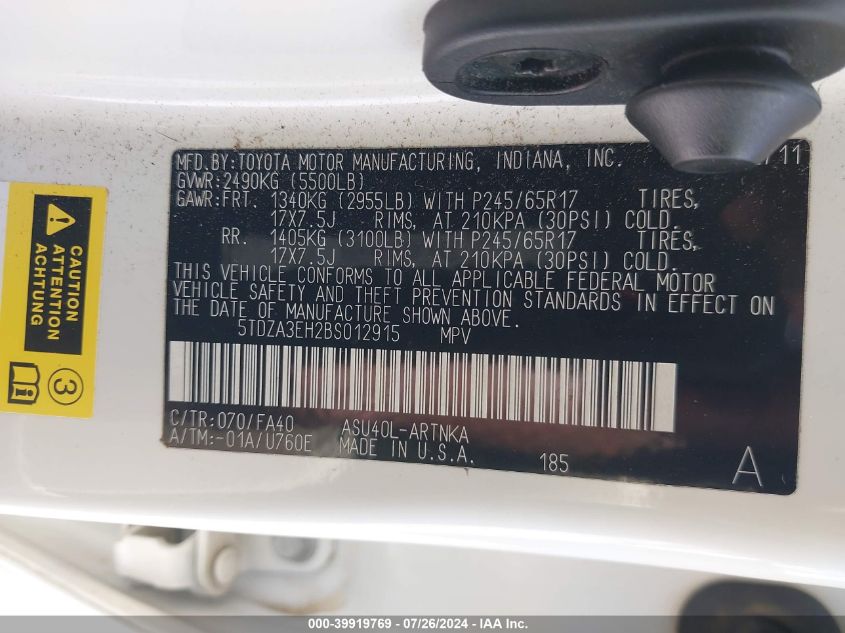 MFD.BY:TOYOTA MOTOR MANUFACTURING, INDIANA, INC. 11
GVWR:2490KG (5500LB)
GAWR:FRT. 1340KG (2955LB) WITH P245/65R17 TIRES,
17X7.5J RIMS, AT 210KPA (30PSI) COLD.
RR. 1405KG (3100LB) WITH P245/65R17 TIRES,
17X7.5J RIMS, AT 210KPA (30PSI) COLD.
THIS VEHICLE CONFORMS TO ALL APPLICABLE FEDERAL MOTOR
VEHICLE SAFETY AND THEFT PREVENTION STANDARDS IN EFFECT ON
THE DATE OF MANUFACTURE SHOWN ABOVE.
5TDZA3EH2BS012915 MPV
C/TR:070/FA40 ASU40L-ARTNKA
A/TM:-01A/U760E MADE IN U.S.A.
185
A
CAUTION
ATTENTION
ACHTUNG
3
000-39919769 - 07/26/2024 - IAA Inc.